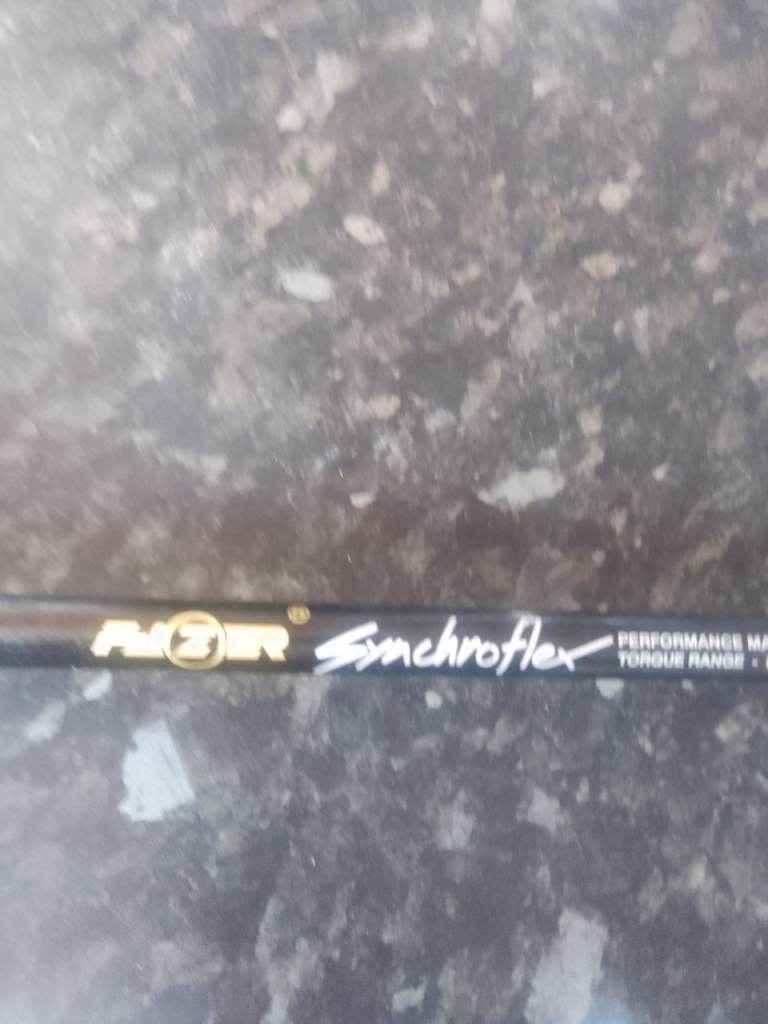 Synchroflex
PERFORMANCE
TORQUE RANGE